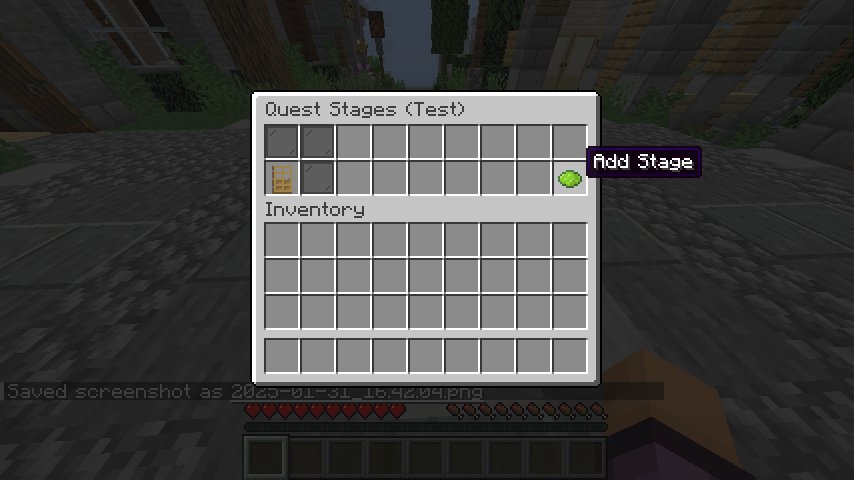 Quest Stages (Test)
Add Stage
Inventory
Saved screenshot as 2025-01-31_16.42.04.png